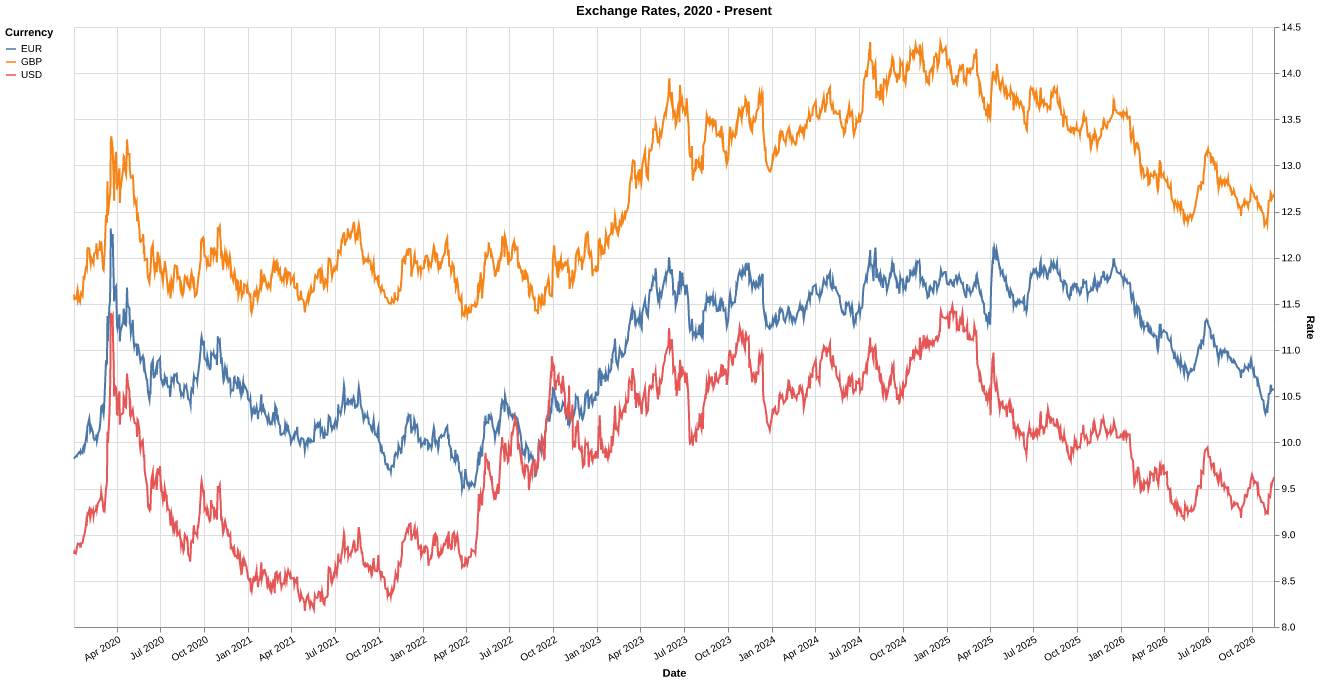 Exchange Rates, 2020 - Present
Currency
EUR
GBP
USD
14.5
14.0
13.5
13.0
12.5
12.0
11.5
11.0
10.5
10.0
9.5
9.0
8.5
8.0
Rate
Apr 2020
Jul 2020
Oct 2020
Jan 2021
Apr 2021
Jul 2021
Oct 2021
Jan 2022
Apr 2022
Jul 2022
Oct 2022
Jan 2023
Apr 2023
Jul 2023
Oct 2023
Jan 2024
Apr 2024
Jul 2024
Oct 2024
Jan 2025
Apr 2025
Jul 2025
Oct 2025
Jan 2026
Apr 2026
Jul 2026
Oct 2026
Date